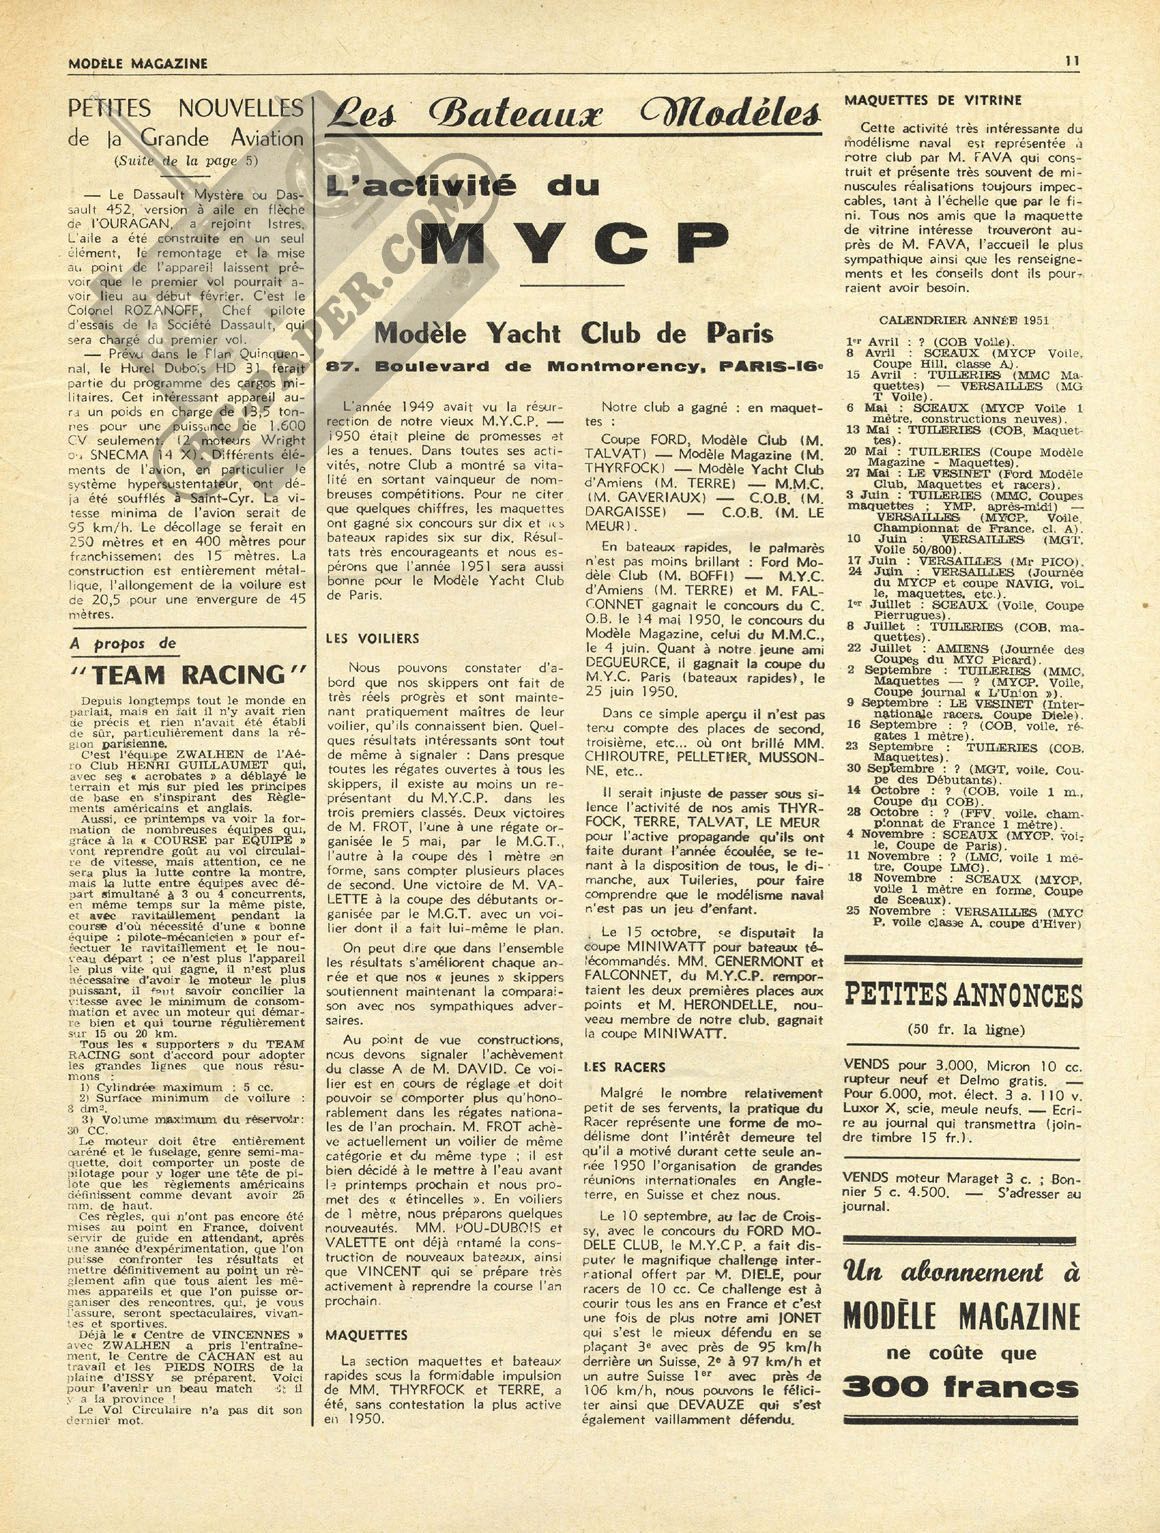 MODÈLE MAGAZINE
11
PETITES NOUVELLES
de la Grande Aviation
(Suite de la page 5)
— Le Dassault Mystère ou Das-
sault 452, version à aile en flèche
de l'OURAGAN, a rejoint Istres.
L'aile a été construite en un seul
élément, le remontage et la mise
au point de l'appareil laissent pré-
voir que le premier vol pourrait a-
voir lieu au début février. C'est le
Colonel ROZANOFF, Chef pilote
d'essais de la Société Dassault, qui
sera chargé du premier vol.
— Prévu dans le Plan Quinquen-
nal, le Hurel Dubois HD 31 ferait
partie du programme des cargos mi-
litaires. Cet intéressant appareil au-
ra un poids en charge de 13,5 ton-
nes pour une puissance de 1.600
CV seulement (2 moteurs Wright
ou SNECMA 14 X). Différents élé-
ments de l'avion, en particulier le
système hypersustentateur, ont dé-
ja été soufflés à Saint-Cyr. La vi-
tesse minima de l'avion serait de
95 km/h. Le décollage se ferait en
250 mètres et en 400 mètres pour
franchissement des 15 mètres. La
construction est entièrement métal-
lique, l'allongement de la voilure est
de 20,5 pour une envergure de 45
mètres.
A propos de
"TEAM RACING"
Depuis longtemps tout le monde en
parlait, mais en fait il n'y avait rien
de précis et rien n'avait été établi
de sûr, particulièrement dans la ré-
gion parisienne.
C'est l'équipe ZWALHEN de l'Aé-
ro Club HENRI GUILLAUMET qui,
avec ses « acrobates » a déblayé le
terrain et mis sur pied les principes
de base en s'inspirant des Règle-
ments américains et anglais.
Aussi, ce printemps va voir la for-
mation de nombreuses équipes qui,
grâce à la « COURSE par EQUIPE »
vont reprendre goût au vol circulai-
re de vitesse, mais attention, ce ne
sera plus la lutte contre la montre,
mais la lutte entre équipes avec dé-
part simultané à 3 ou 4 concurrents,
en même temps sur la même piste,
et avec ravitaillement pendant la
course d'où nécessité d'une « bonne
équipe : pilote-mécanicien » pour ef-
fectuer le ravitaillement et le nou-
veau départ ; ce n'est plus l'appareil
le plus vite qui gagne, il n'est plus
nécessaire d'avoir le moteur le plus
puissant, il faut savoir concilier la
vitesse avec le minimum de consom-
mation et avec un moteur qui démar-
re bien et qui tourne régulièrement
sur 15 ou 20 km.
Tous les « supporters » du TEAM
RACING sont d'accord pour adopter
les grandes lignes que nous résu-
mons :
1) Cylindrée maximum : 5 cc.
2) Surface minimum de voilure :
8 dm².
3) Volume maximum du réservoir :
30 CC.
Le moteur doit être entièrement
caréné et le fuselage, genre semi-ma-
quette, doit comporter un poste de
pilotage pour y loger une tête de pi-
lote que les règlements américains
définissent comme devant avoir 25
mm. de haut.
Ces règles, qui n'ont pas encore été
mises au point en France, doivent
servir de guide en attendant, après
une année d'expérimentation, que l'on
puisse confronter les résultats et
mettre définitivement au point un rè-
glement afin que tous aient les mê-
mes appareils et que l'on puisse or-
ganiser des rencontres, qui, je vous
l'assure, seront spectaculaires, vivan-
tes et sportives.
Déjà le « Centre de VINCENNES »
avec ZWALHEN a pris l'entraîne-
ment, le Centre de CACHAN est au
travail et les PIEDS NOIRS de la
plaine d'ISSY se préparent. Voici
pour l'avenir un beau match et il
y a la province !
Le Vol Circulaire n'a pas dit son
dernier mot.
Les Bateaux Modéles
L'activité du
MYCP
Modèle Yacht Club de Paris
87. Boulevard de Montmorency, PARIS-16e
L'année 1949 avait vu la résur-
rection de notre vieux M.Y.C.P. —
1950 était pleine de promesses et
les a tenues. Dans toutes ses acti-
vités, notre Club a montré sa vita-
lité en sortant vainqueur de nom-
breuses compétitions. Pour ne citer
que quelques chiffres, les maquettes
ont gagné six concours sur dix et les
bateaux rapides six sur dix. Résul-
tats très encourageants et nous es-
pérons que l'année 1951 sera aussi
bonne pour le Modèle Yacht Club
de Paris.
LES VOILIERS
Nous pouvons constater d'a-
bord que nos skippers ont fait de
très réels progrès et sont mainte-
nant pratiquement maîtres de leur
voilier, qu'ils connaissent bien. Quel-
ques résultats intéressants sont tout
de même à signaler : Dans presque
toutes les régates ouvertes à tous les
skippers, il existe au moins un re-
présentant du M.Y.C.P. dans les
trois premiers classés. Deux victoires
de M. FROT, l'une à une régate or-
ganisée le 5 mai, par le M.G.T.,
l'autre à la coupe des 1 mètre en
forme, sans compter plusieurs places
de second. Une victoire de M. VA-
LETTE à la coupe des débutants or-
ganisée par le M.G.T. avec un voi-
lier dont il a fait lui-même le plan.
On peut dire que dans l'ensemble
les résultats s'améliorent chaque an-
née et que nos « jeunes » skippers
soutiennent maintenant la comparai-
son avec nos sympathiques adver-
saires.
Au point de vue constructions,
nous devons signaler l'achèvement
du classe A de M. DAVID. Ce voi-
lier est en cours de réglage et doit
pouvoir se comporter plus qu'hono-
rablement dans les régates nationa-
les de l'an prochain. M. FROT achè-
ve actuellement un voilier de même
catégorie et du même type ; il est
bien décidé à le mettre à l'eau avant
le printemps prochain et nous pro-
met des « étincelles ». En voiliers
de 1 mètre, nous préparons quelques
nouveautés. MM. POU-DUBOIS et
VALETTE ont déjà entamé la cons-
truction de nouveaux bateaux, ainsi
que VINCENT qui se prépare très
activement à reprendre la course l'an
prochain.
MAQUETTES
La section maquettes et bateaux
rapides sous la formidable impulsion
de MM. THYRFOCK et TERRE, a
été, sans contestation la plus active
en 1950.
Notre club a gagné : en maquet-
tes :
Coupe FORD, Modèle Club (M.
TALVAT) — Modèle Magazine (M.
THYRFOCK) — Modèle Yacht Club
d'Amiens (M. TERRE) — M.M.C.
(M. GAVERIAUX) — C.O.B. (M.
DARGAISSE) — C.O.B. (M. LE
MEUR).
En bateaux rapides, le palmarès
n'est pas moins brillant : Ford Mo-
dèle Club (M. BOFFI) — M.Y.C.
d'Amiens (M. TERRE) et M. FAL-
CONNET gagnait le concours du C.
O.B. le 14 mai 1950, le concours du
Modèle Magazine, celui du M.M.C.,
le 4 juin. Quant à notre jeune ami
DEGUEURCE, il gagnait la coupe du
M.Y.C. Paris (bateaux rapides), le
25 juin 1950.
Dans ce simple aperçu il n'est pas
tenu compte des places de second,
troisième, etc... où ont brillé MM.
CHIROUTRE, PELLETIER, MUSSON-
NE, etc..
Il serait injuste de passer sous si-
lence l'activité de nos amis THYR-
FOCK, TERRE, TALVAT, LE MEUR
pour l'active propagande qu'ils ont
faite durant l'année écoulée, se te-
nant à la disposition de tous, le di-
manche, aux Tuileries, pour faire
comprendre que le modélisme naval
n'est pas un jeu d'enfant.
Le 15 octobre, se disputait la
coupe MINIWATT pour bateaux té-
lécommandés. MM. GENERMONT et
FALCONNET, du M.Y.C.P. rempor-
taient les deux premières places aux
points et M. HERONDELLE, nou-
veau membre de notre club, gagnait
la coupe MINIWATT.
LES RACERS
Malgré le nombre relativement
petit de ses fervents, la pratique du
Racer représente une forme de mo-
délisme dont l'intérêt demeure tel
qu'il a motivé durant cette seule an-
née 1950 l'organisation de grandes
réunions internationales en Angle-
terre, en Suisse et chez nous.
Le 10 septembre, au lac de Crois-
sy, avec le concours du FORD MO-
DELE CLUB, le M.Y.C P. a fait dis-
puter le magnifique challenge inter-
national offert par M. DIELE, pour
racers de 10 cc. Ce challenge est à
courir tous les ans en France et c'est
une fois de plus notre ami JONET
qui s'est le mieux défendu en se
plaçant 3e avec près de 95 km/h
derrière un Suisse, 2e à 97 km/h et
un autre Suisse 1er avec près de
106 km/h, nous pouvons le félici-
ter ainsi que DEVAUZE qui s'est
également vaillamment défendu.
MAQUETTES DE VITRINE
Cette activité très intéressante du
modélisme naval est représentée à
notre club par M. FAVA qui cons-
truit et présente très souvent de mi-
nuscules réalisations toujours impec-
cables, tant à l'échelle que par le fi-
ni. Tous nos amis que la maquette
de vitrine intéresse trouveront au-
près de M. FAVA, l'accueil le plus
sympathique ainsi que les renseigne-
ments et les conseils dont ils pour-
raient avoir besoin.
CALENDRIER ANNÉE 1951
1er Avril : ? (COB Voile).
8 Avril : SCEAUX (MYCP Voile,
Coupe Hill, classe A).
15 Avril : TUILERIES (MMC Ma-
quettes) — VERSAILLES (MG
T Voile).
6 Mai : SCEAUX (MYCP Voile 1
mètre, constructions neuves).
13 Mai : TUILERIES (COB, Maquet-
tes).
20 Mai : TUILERIES (Coupe Modèle
Magazine - Maquettes).
27 Mai : LE VESINET (Ford Modèle
Club, Maquettes et racers).
3 Juin : TUILERIES (MMC, Coupes
maquettes ; YMP, après-midi) —
VERSAILLES (MYCP, Voile,
Championnat de France, cl. A).
10 Juin : VERSAILLES (MGT,
Voile 50/800).
17 Juin : VERSAILLES (Mr PICO).
24 Juin : VERSAILLES (Journée
du MYCP et coupe NAVIG, voi-
le, maquettes, etc.).
1er Juillet : SCEAUX (Voile, Coupe
Pierrugues).
8 Juillet : TUILERIES (COB, ma-
quettes).
22 Juillet : AMIENS (Journée des
Coupes du MYC Picard).
2 Septembre : TUILERIES (MMC,
Maquettes — ? (MYCP, Voile,
Coupe journal « L'Union »).
9 Septembre : LE VESINET (Inter-
nationale racers, Coupe Diele).
16 Septembre : ? (COB, voile, ré-
gates 1 mètre).
23 Septembre : TUILERIES (COB,
Maquettes).
30 Septembre : ? (MGT, voile, Cou-
pe des Débutants).
14 Octobre : ? (COB, voile 1 m.,
Coupe du COB).
28 Octobre : ? (FFV, voile, cham-
pionnat de France 1 mètre).
4 Novembre : SCEAUX (MYCP, voi-
le, Coupe de Paris).
11 Novembre : ? (LMC, voile 1 mè-
tre, Coupe LMC).
18 Novembre : SCEAUX (MYCP,
voile 1 mètre en forme, Coupe
de Sceaux).
25 Novembre : VERSAILLES (MYC
P, voile classe A, coupe d'Hiver)
PETITES ANNONCES
(50 fr. la ligne)
VENDS pour 3.000, Micron 10 cc.
rupteur neuf et Delmo gratis. —
Pour 6.000, mot. élect. 3 a. 110 v.
Luxor X, scie, meule neufs. — Ecri-
re au journal qui transmettra (join-
dre timbre 15 fr.).
VENDS moteur Maraget 3 c. ; Bon-
nier 5 c. 4.500. — S'adresser au
journal.
Un abonnement à
MODÈLE MAGAZINE
ne coûte que
300 francs
RCPAPER.COM